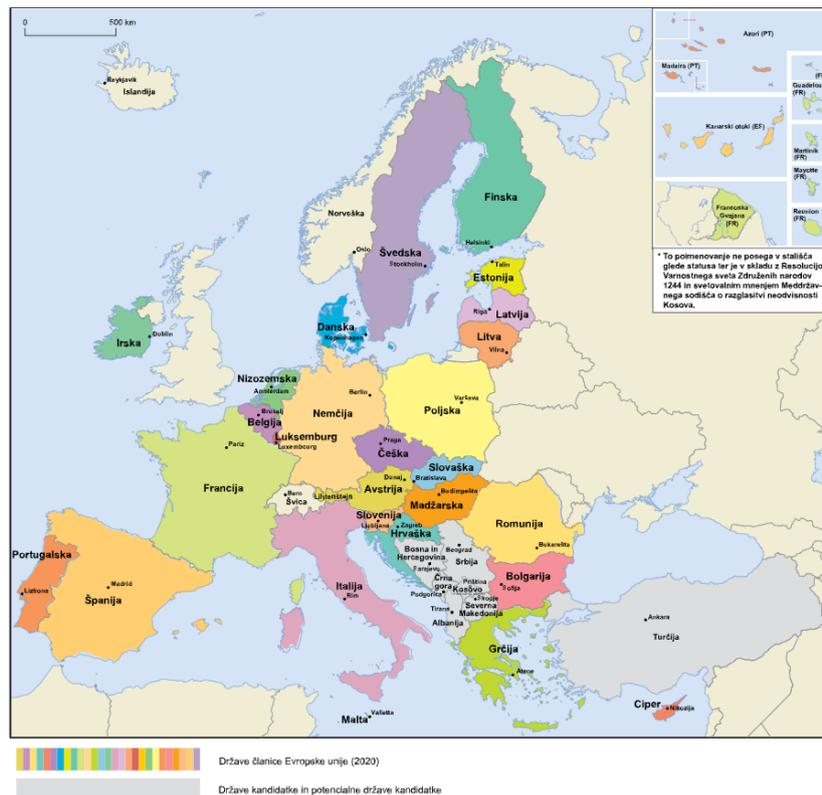 0 500 km
Reykjavik
Islandija
Azuri (PT)
Madeira (PT)
Guadelou
(FR)
Kanarski otoki (ES)
Martinik
(FR)
Mayotte
(FR)
Francoska
Gvajana
(FR)
Reunion
(FR)
* To poimenovanje ne posega v stališča
glede statusa ter je v skladu z Resolucijo
Varnostnega sveta Združenih narodov
1244 in svetovalnim mnenjem Meddržav-
nega sodišča o razglasitvi neodvisnosti
Kosova.
Finska
Helsinki
Norveška
Oslo
Švedska
Stockholm
Talin
Estonija
Riga
Latvija
Litva
Vilna
Danska
Kopenhagen
Dublin
Irska
Nizozemska
Amsterdam
Berlin
Nemčija
Varšava
Poljska
Bruselj
Belgija
Luksemburg
Luxembourg
Praga
Češka
Pariz
Francija
Slovaška
Bratislava
Dunaj
Avstrija
Budimpešta
Madžarska
Bern
Švica
Lihtenštajn
Slovenija
Ljubljana
Zagreb
Hrvaška
Romunija
Bukarešta
Bosna in
Hercegovina
Sarajevo
Beograd
Srbija
Črna
gora
Podgorica
Priština
Kosovo
Bolgarija
Sofija
Skopje
Severna
Makedonija
Tirana
Albanija
Portugalska
Lizbona
Madrid
Španija
Italija
Rim
Grčija
Atene
Ankara
Turčija
Malta
Valletta
Ciper
Nikozija
Države članice Evropske unije (2020)
Države kandidatke in potencialne države kandidatke